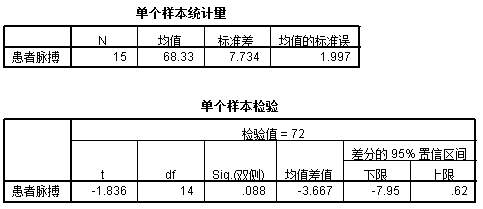 单个样本统计量
N 均值 标准差 均值的标准误
患者脉搏 15 68.33 7.734 1.997
单个样本检验
检验值 = 72
差分的 95% 置信区间
t df Sig.(双侧) 均值差值 下限 上限
患者脉搏 -1.836 14 .088 -3.667 -7.95 .62